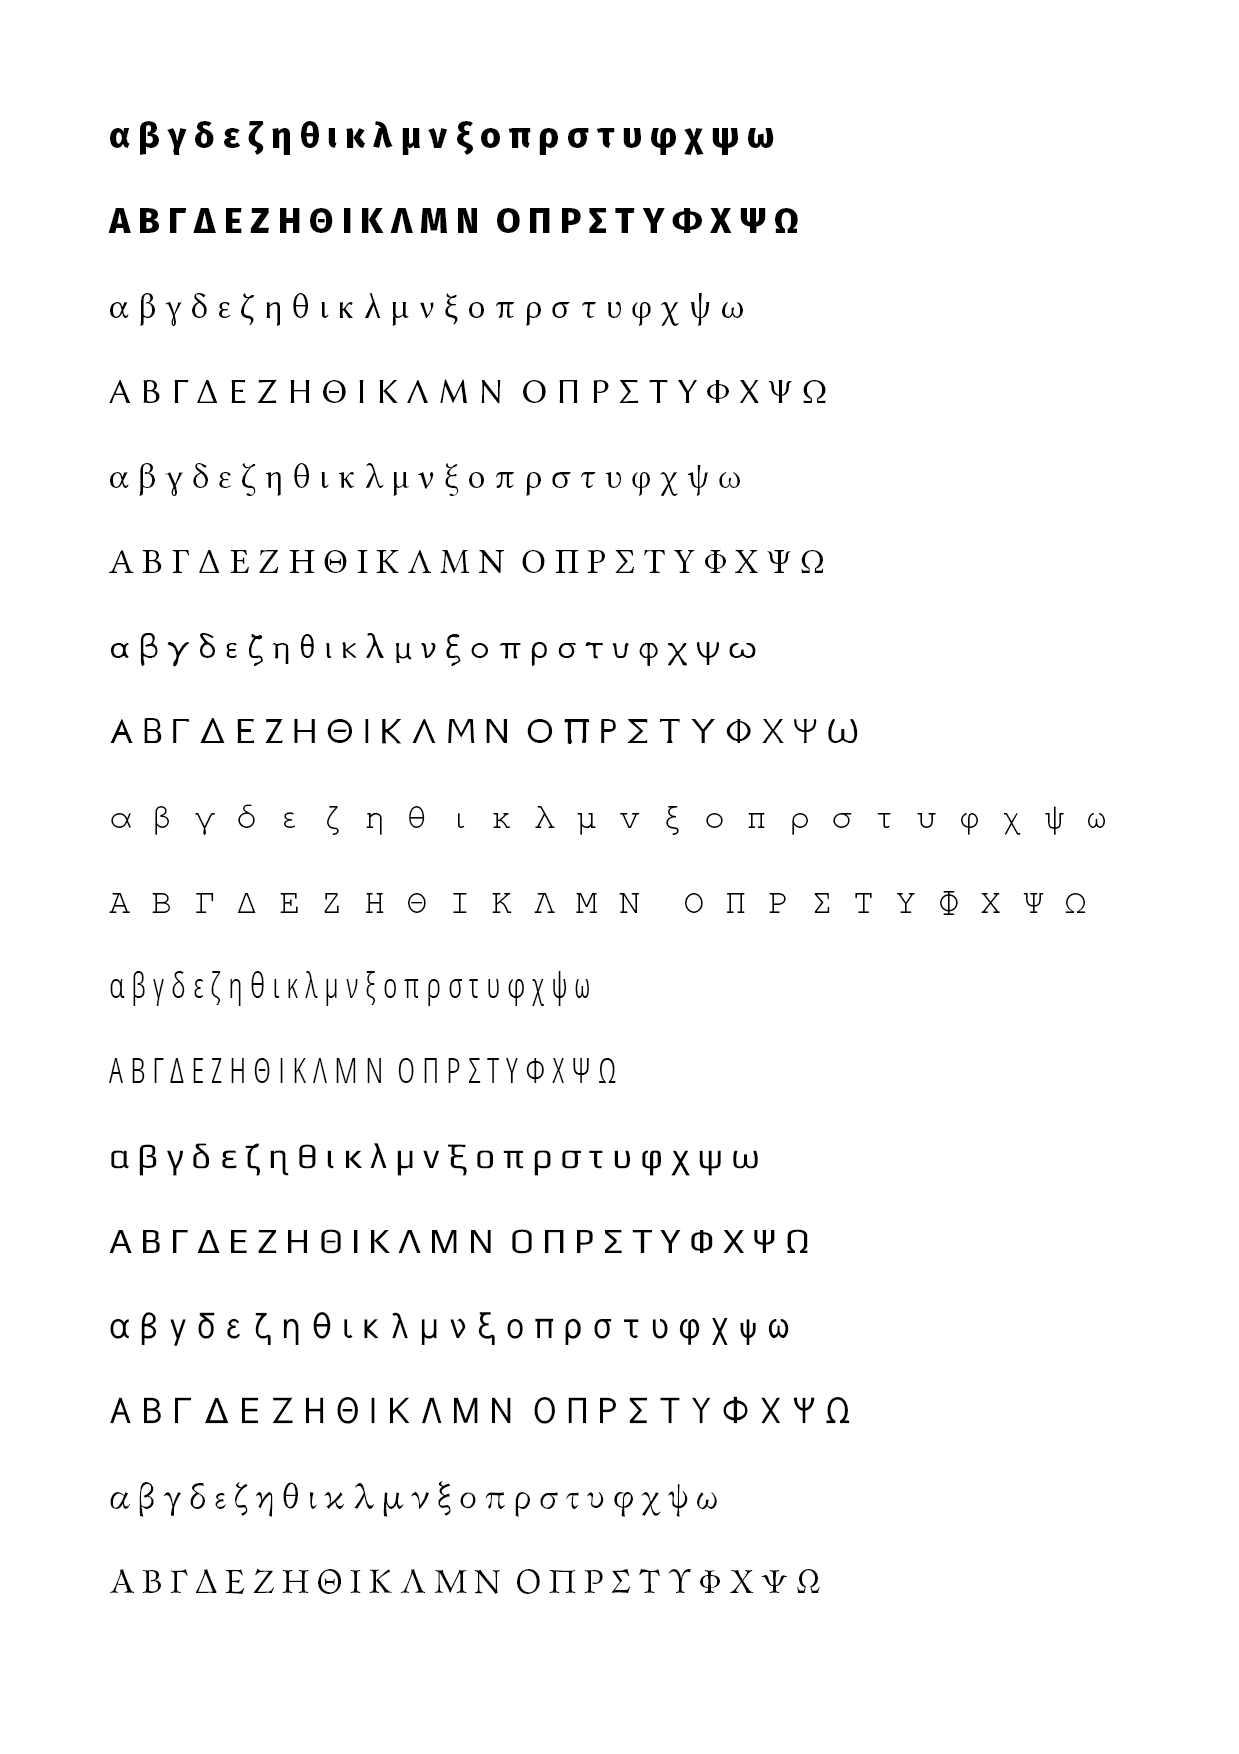 α β γ δ ε ζ η θ ι κ λ μ ν ξ ο π ρ σ τ υ φ χ ψ ω
Α Β Γ Δ Ε Ζ Η Θ Ι Κ Λ Μ Ν Ο Π Ρ Σ Τ Υ Φ Χ Ψ Ω
α β γ δ ε ζ η θ ι κ λ μ ν ξ ο π ρ σ τ υ φ χ ψ ω
Α Β Γ Δ Ε Ζ Η Θ Ι Κ Λ Μ Ν Ο Π Ρ Σ Τ Υ Φ Χ Ψ Ω
α β γ δ ε ζ η θ ι κ λ μ ν ξ ο π ρ σ τ υ φ χ ψ ω
Α Β Γ Δ Ε Ζ Η Θ Ι Κ Λ Μ Ν Ο Π Ρ Σ Τ Υ Φ Χ Ψ Ω
α β γ δ ε ζ η θ ι κ λ μ ν ξ ο π ρ σ τ υ φ χ ψ ω
Α Β Γ Δ Ε Ζ Η Θ Ι Κ Λ Μ Ν Ο Π Ρ Σ Τ Υ Φ Χ Ψ Ω
α β γ δ ε ζ η θ ι κ λ μ ν ξ ο π ρ σ τ υ φ χ ψ ω
Α Β Γ Δ Ε Ζ Η Θ Ι Κ Λ Μ Ν Ο Π Ρ Σ Τ Υ Φ Χ Ψ Ω
α β γ δ ε ζ η θ ι κ λ μ ν ξ ο π ρ σ τ υ φ χ ψ ω
Α Β Γ Δ Ε Ζ Η Θ Ι Κ Λ Μ Ν Ο Π Ρ Σ Τ Υ Φ Χ Ψ Ω
α β γ δ ε ζ η θ ι κ λ μ ν ξ ο π ρ σ τ υ φ χ ψ ω
Α Β Γ Δ Ε Ζ Η Θ Ι Κ Λ Μ Ν Ο Π Ρ Σ Τ Υ Φ Χ Ψ Ω
α β γ δ ε ζ η θ ι κ λ μ ν ξ ο π ρ σ τ υ φ χ ψ ω
Α Β Γ Δ Ε Ζ Η Θ Ι Κ Λ Μ Ν Ο Π Ρ Σ Τ Υ Φ Χ Ψ Ω
α β γ δ ε ζ η θ ι κ λ μ ν ξ ο π ρ σ τ υ φ χ ψ ω
Α Β Γ Δ Ε Ζ Η Θ Ι Κ Λ Μ Ν Ο Π Ρ Σ Τ Υ Φ Χ Ψ Ω